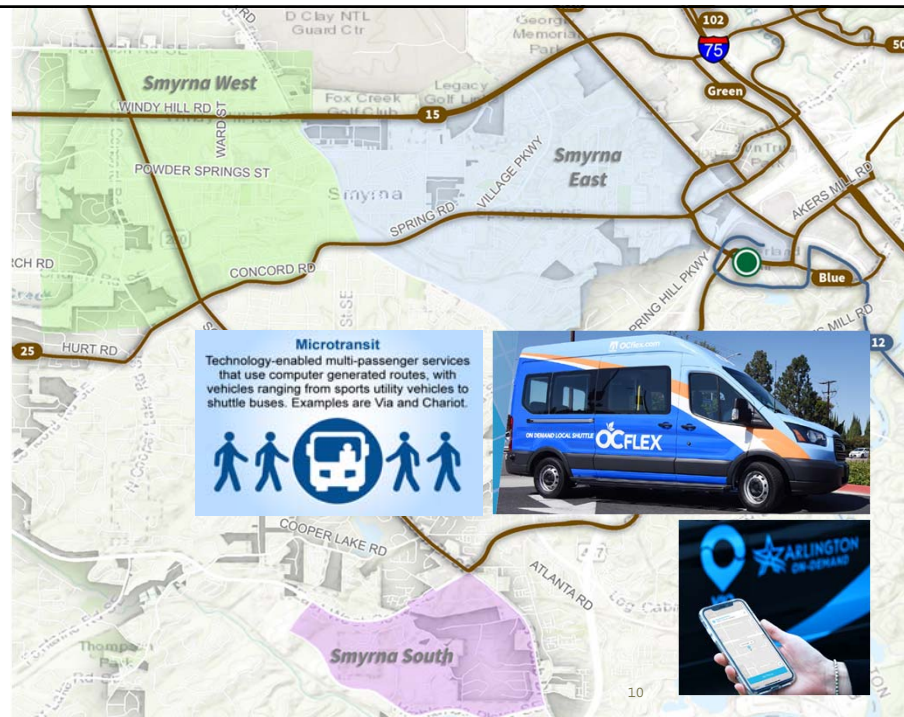 D Clay NTL
Guard Ctr
George
Memorial
Park
102
75
50
Smyrna West
Fox Creek
Golf Club
Legacy
Green
WINDY HILL RD
WARD ST
15
POWDER SPRINGS ST
Smyrna
East
VILLAGE PKWY
Smyrna
SPRING RD
AKERS MILL RD
CONCORD RD
SPRING HILL PKWY
Blue
25
HURT RD
12
Microtransit
Technology-enabled multi-passenger services
that use computer generated routes, with
vehicles ranging from sports utility vehicles to
shuttle buses. Examples are Via and Chariot.
OCflex.com
ON DEMAND LOCAL SHUTTLE OCFLEX
COOPER LAKE RD
ATLANTA RD
ARLINGTON
ON-DEMAND
Smyrna South
10